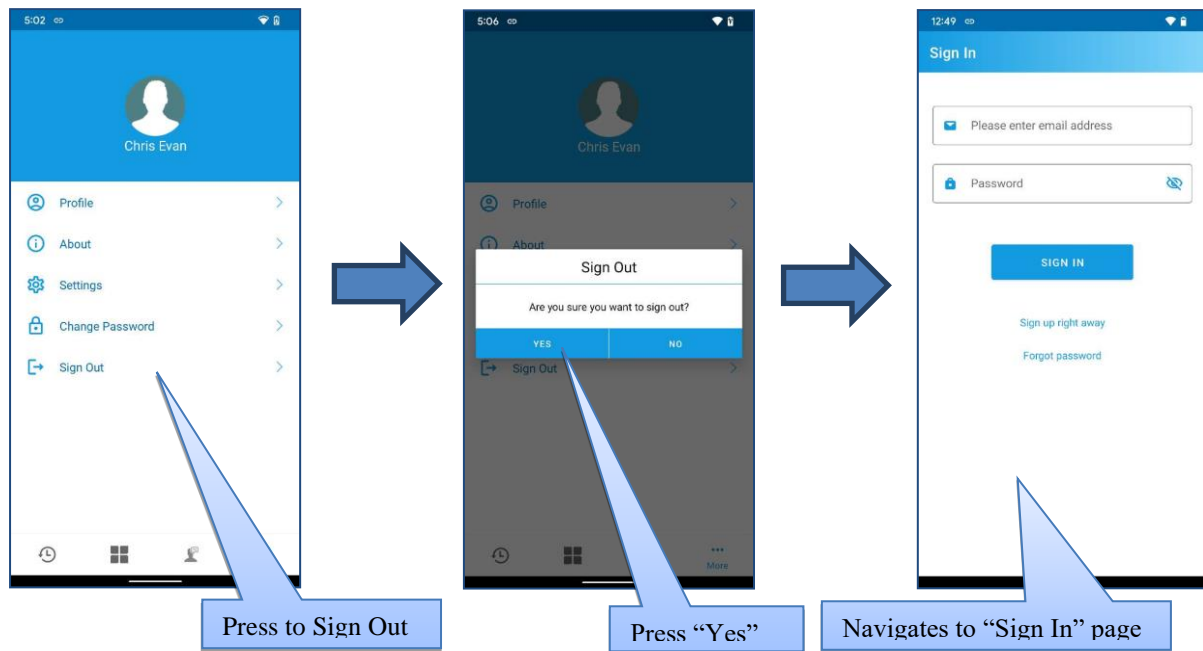 5:02
Chris Evan
Profile
About
Settings
Change Password
Sign Out
Press to Sign Out
5:06
Chris Evan
Profile
About
Sign Out
Are you sure you want to sign out?
YES NO
Sign Out
More
Press “Yes”
12:49
Sign In
Please enter email address
Password
SIGN IN
Sign up right away
Forgot password
Navigates to “Sign In” page